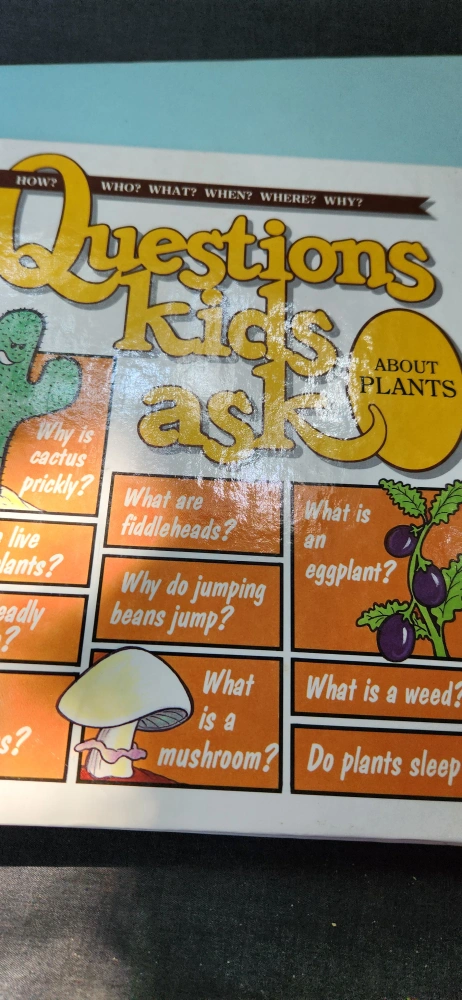 HOW? WHO? WHAT? WHEN? WHERE? WHY?
Questions
kids
ask
ABOUT
PLANTS
Why is
cactus
prickly?
What are
fiddleheads?
What is
an
eggplant?
live
plants?
Why do jumping
beans jump?
What
is a
mushroom?
What is a weed?
Do plants sleep